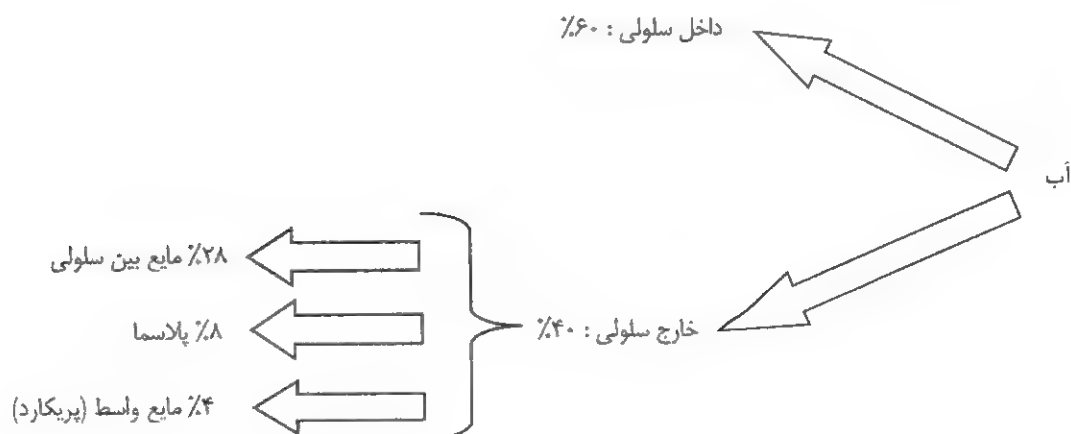 داخل سلولی : ۶۰٪
آب
خارج سلولی : ۴۰٪
۲۸٪ مایع بین سلولی
۸٪ پلاسما
۴٪ مایع واسط (پریکارد)